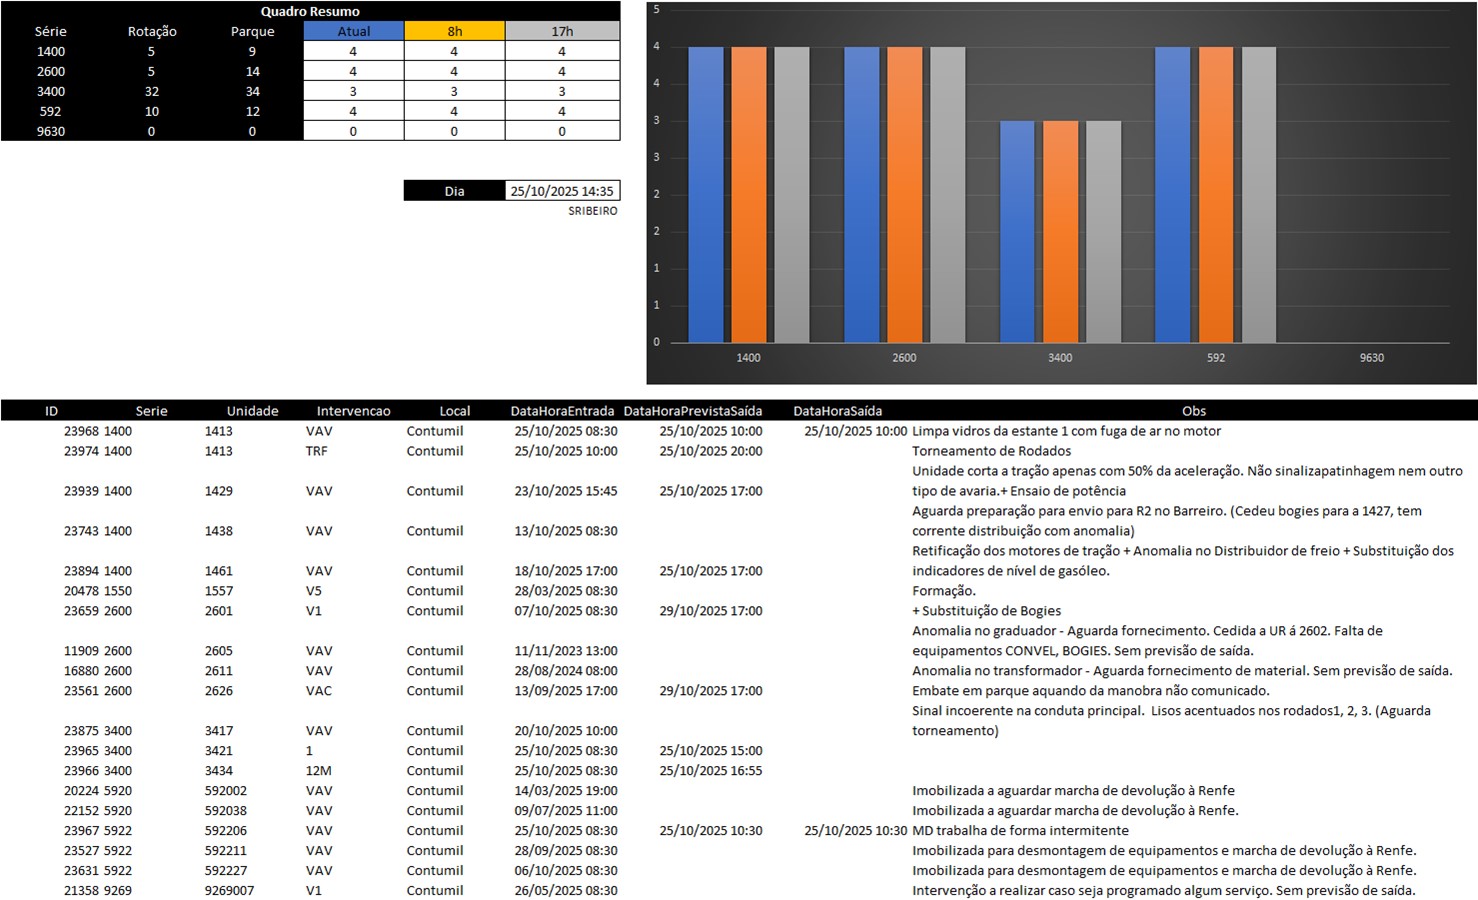 Quadro Resumo
Série Rotação Parque Atual 8h 17h
1400 5 9 4 4 4
2600 5 14 4 4 4
3400 32 34 3 3 3
592 10 12 4 4 4
9630 0 0 0 0 0
Dia 25/10/2025 14:35
SRIBEIRO
5
4
4
3
3
2
2
1
1
0
1400 2600 3400 592 9630
ID Serie Unidade Intervencao Local DataHoraEntrada DataHoraPrevistaSaída DataHoraSaída Obs
23968 1400 1413 VAV Contumil 25/10/2025 08:30 25/10/2025 10:00 25/10/2025 10:00 Limpa vidros da estante 1 com fuga de ar no motor
23974 1400 1413 TRF Contumil 25/10/2025 10:00 25/10/2025 20:00 Torneamento de Rodados
Unidade corta a tração apenas com 50% da aceleração. Não sinalizapatinhagem nem outro
23939 1400 1429 VAV Contumil 23/10/2025 15:45 25/10/2025 17:00 tipo de avaria.+ Ensaio de potência
Aguarda preparação para envio para R2 no Barreiro. (Cedeu bogies para a 1427, tem
23743 1400 1438 VAV Contumil 13/10/2025 08:30 corrente distribuição com anomalia)
Retificação dos motores de tração + Anomalia no Distribuidor de freio + Substituição dos
23894 1400 1461 VAV Contumil 18/10/2025 17:00 25/10/2025 17:00 indicadores de nível de gasóleo.
20478 1550 1557 V5 Contumil 28/03/2025 08:30 Formação.
23659 2600 2601 V1 Contumil 07/10/2025 08:30 29/10/2025 17:00 + Substituição de Bogies
Anomalia no graduador - Aguarda fornecimento. Cedida a UR á 2602. Falta de
11909 2600 2605 VAV Contumil 11/11/2023 13:00 equipamentos CONVEL, BOGIES. Sem previsão de saída.
16880 2600 2611 VAV Contumil 28/08/2024 08:00 Anomalia no transformador - Aguarda fornecimento de material. Sem previsão de saída.
23561 2600 2626 VAC Contumil 13/09/2025 17:00 29/10/2025 17:00 Embate em parque aquando da manobra não comunicado.
Sinal incoerente na conduta principal.  Lisos acentuados nos rodados1, 2, 3. (Aguarda
23875 3400 3417 VAV Contumil 20/10/2025 10:00 torneamento)
23965 3400 3421 1 Contumil 25/10/2025 08:30 25/10/2025 15:00
23966 3400 3434 12M Contumil 25/10/2025 08:30 25/10/2025 16:55
20224 5920 592002 VAV Contumil 14/03/2025 19:00 Imobilizada a aguardar marcha de devolução à Renfe
22152 5920 592038 VAV Contumil 09/07/2025 11:00 Imobilizada a aguardar marcha de devolução à Renfe.
23967 5922 592206 VAV Contumil 25/10/2025 08:30 25/10/2025 10:30 25/10/2025 10:30 MD trabalha de forma intermitente
23527 5922 592211 VAV Contumil 28/09/2025 08:30 Imobilizada para desmontagem de equipamentos e marcha de devolução à Renfe.
23631 5922 592227 VAV Contumil 06/10/2025 08:30 Imobilizada para desmontagem de equipamentos e marcha de devolução à Renfe.
21358 9269 9269007 V1 Contumil 26/05/2025 08:30 Intervenção a realizar caso seja programado algum serviço. Sem previsão de saída.